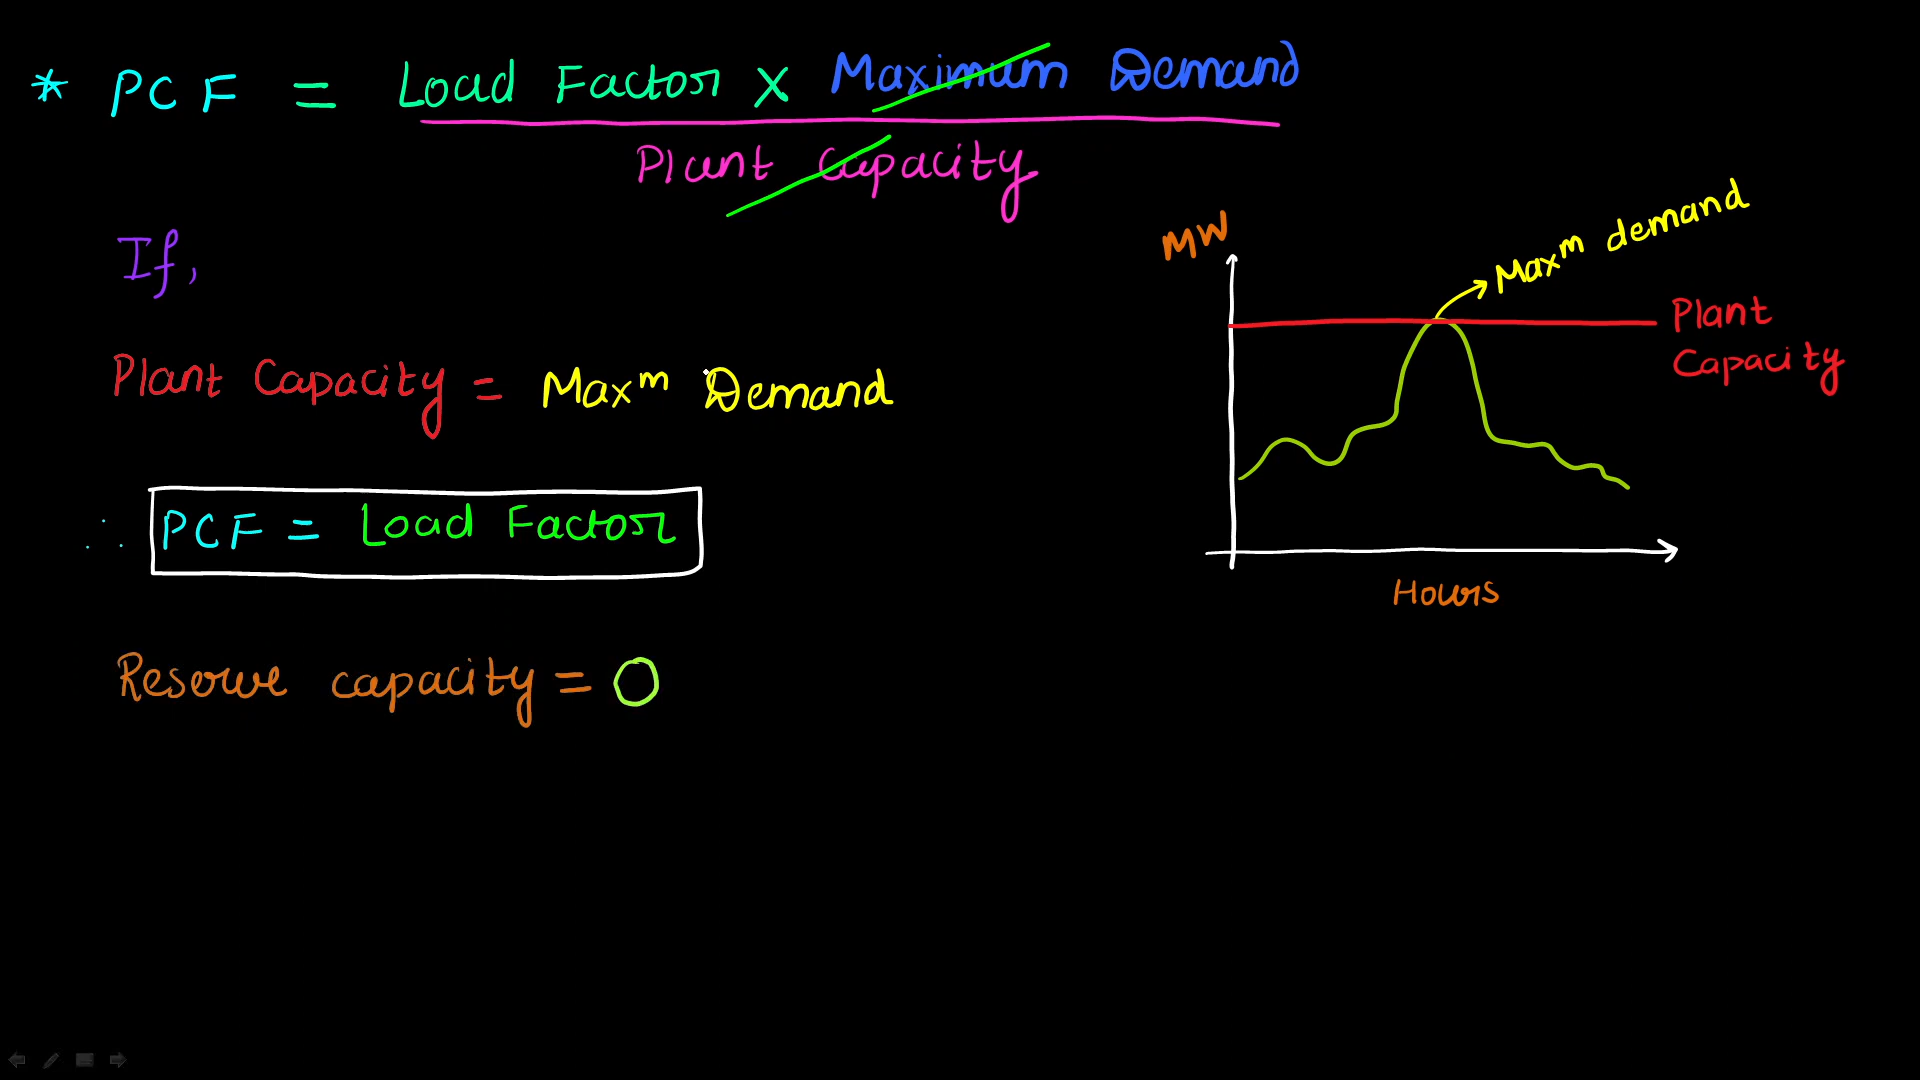 * PCF = Load Factor x Maximum Demand
Plant Capacity
If,
Plant Capacity = Maxᵐ Demand
∴ PCF = Load Factor
Reserve capacity = 0
MW
Maxᵐ demand
Plant
Capacity
Hours